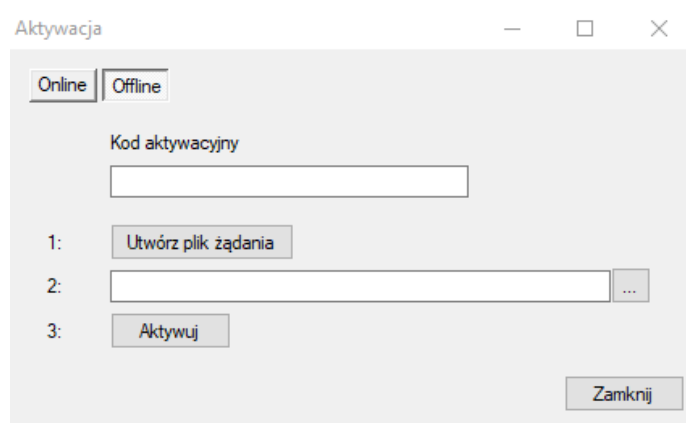 Aktywacja
Online Offline
Kod aktywacyjny
1: Utwórz plik żądania
2: ...
3: Aktywuj
Zamknij